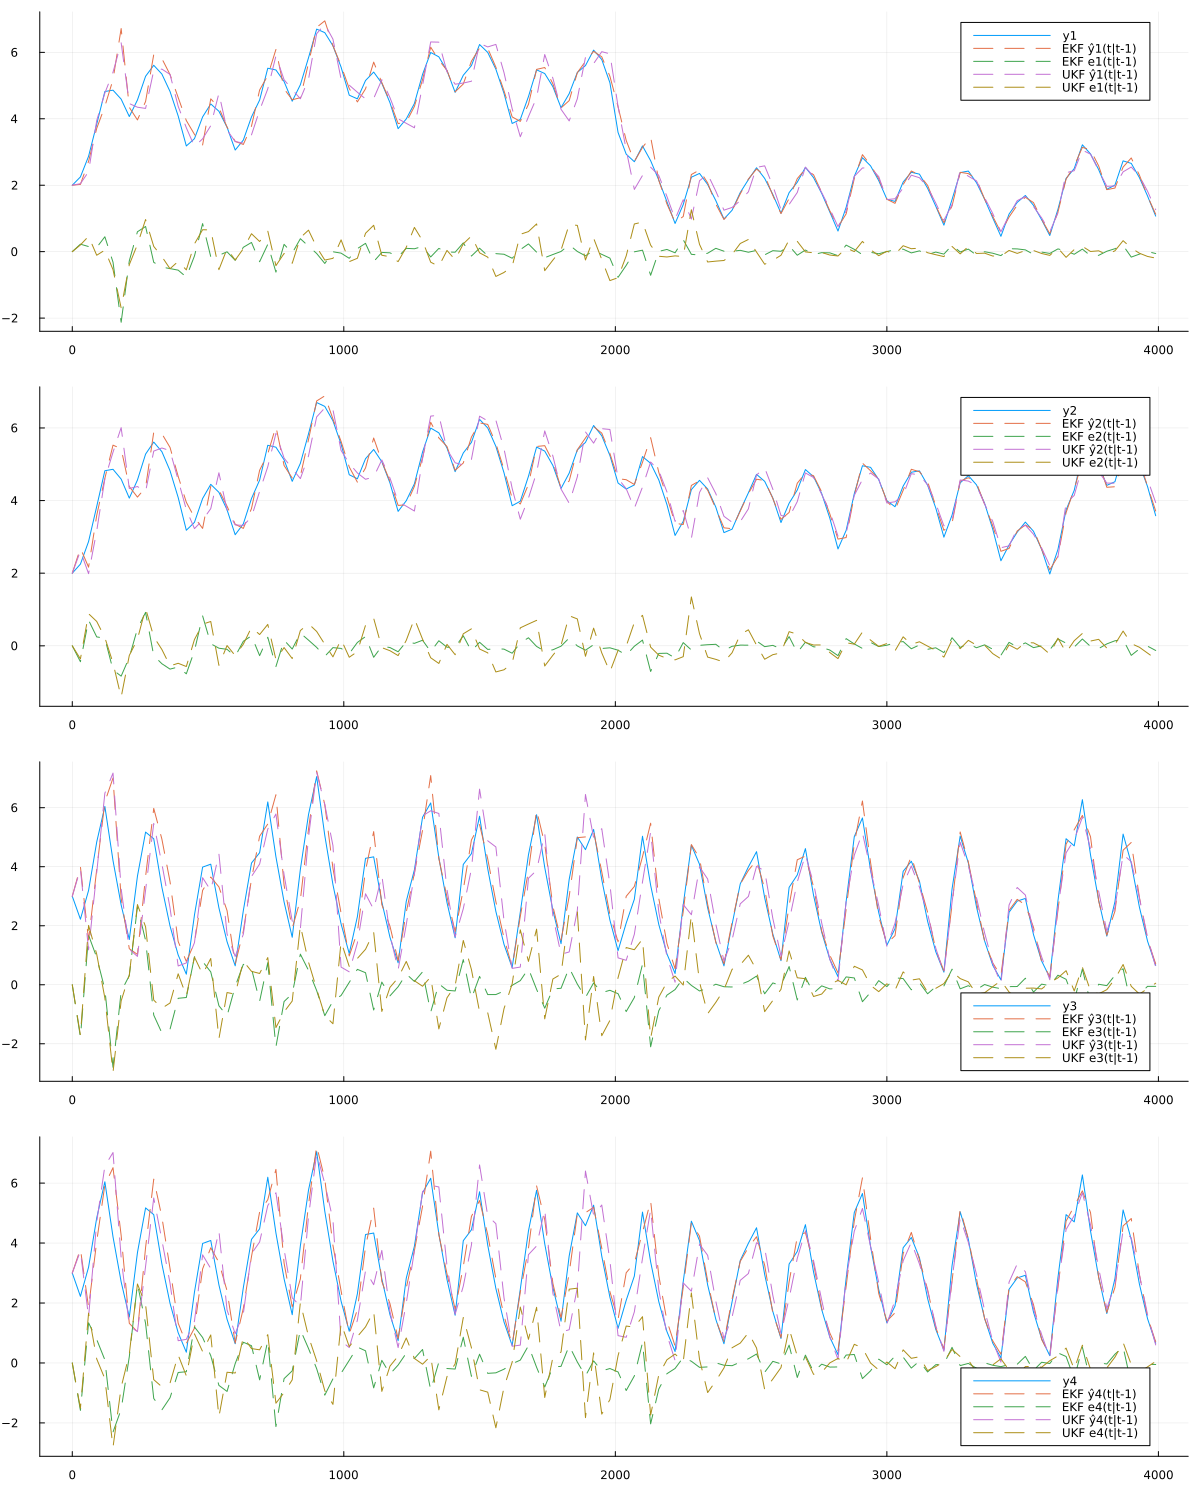 6
4
2
0
−2
0
1000
2000
3000
4000
y1
EKF ŷ1(t|t-1)
EKF e1(t|t-1)
UKF ŷ1(t|t-1)
UKF e1(t|t-1)
6
4
2
0
0
1000
2000
3000
4000
y2
EKF ŷ2(t|t-1)
EKF e2(t|t-1)
UKF ŷ2(t|t-1)
UKF e2(t|t-1)
6
4
2
0
−2
0
1000
2000
3000
4000
y3
EKF ŷ3(t|t-1)
EKF e3(t|t-1)
UKF ŷ3(t|t-1)
UKF e3(t|t-1)
6
4
2
0
−2
0
1000
2000
3000
4000
y4
EKF ŷ4(t|t-1)
EKF e4(t|t-1)
UKF ŷ4(t|t-1)
UKF e4(t|t-1)